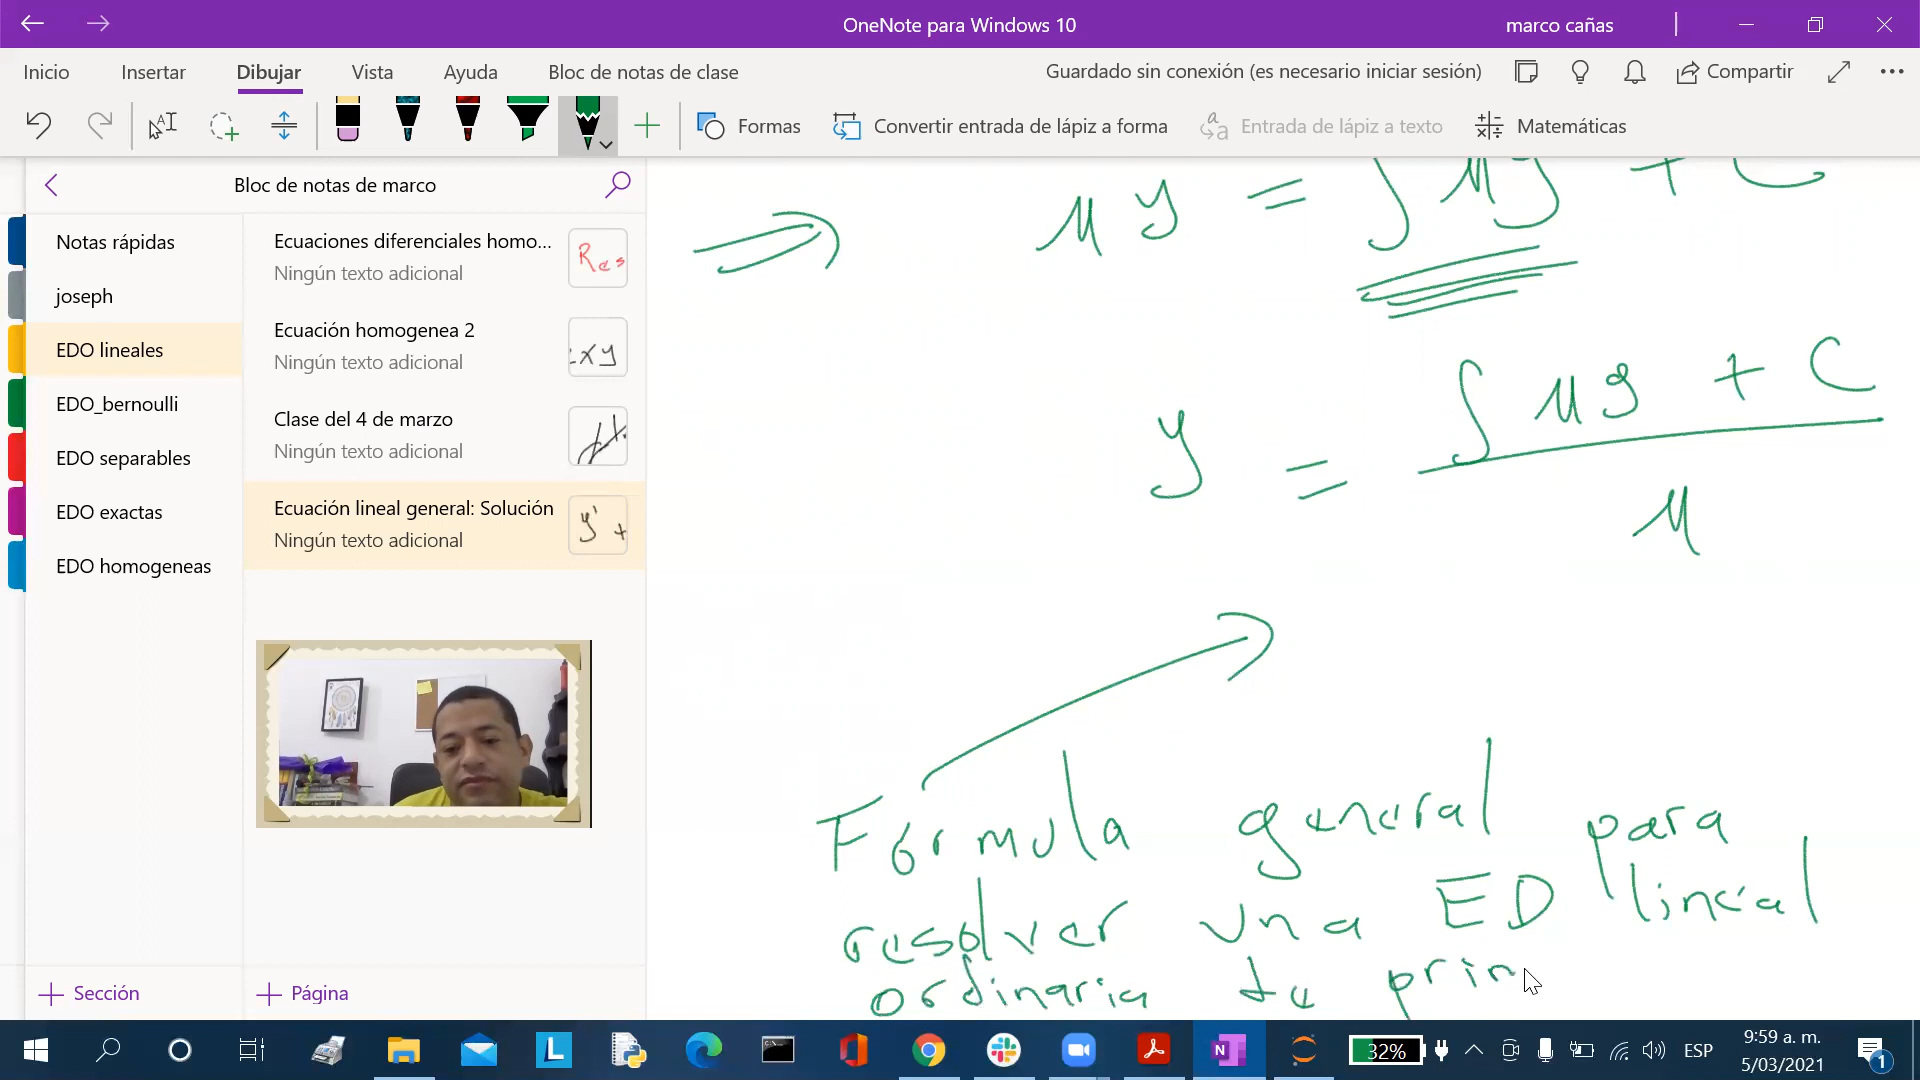 OneNote para Windows 10
marco cañas
Inicio
Insertar
Dibujar
Vista
Ayuda
Bloc de notas de clase
Guardado sin conexión (es necesario iniciar sesión)
Compartir
Formas
Convertir entrada de lápiz a forma
Entrada de lápiz a texto
Matemáticas
Bloc de notas de marco
Notas rápidas
joseph
EDO lineales
EDO_bernoulli
EDO separables
EDO exactas
EDO homogeneas
Ecuaciones diferenciales homo...
Ningún texto adicional
Res
Ecuación homogenea 2
Ningún texto adicional
:xy
Clase del 4 de marzo
Ningún texto adicional
Ecuación lineal general: Solución
Ningún texto adicional
y' +
⇒ μ y = ∫ μ g + C
y = ∫ μ g + C
μ
Fórmula general para
resolver una ED lineal
ordinaria de prim
Sección
Página
32%
ESP
9:59 a. m.
5/03/2021
1